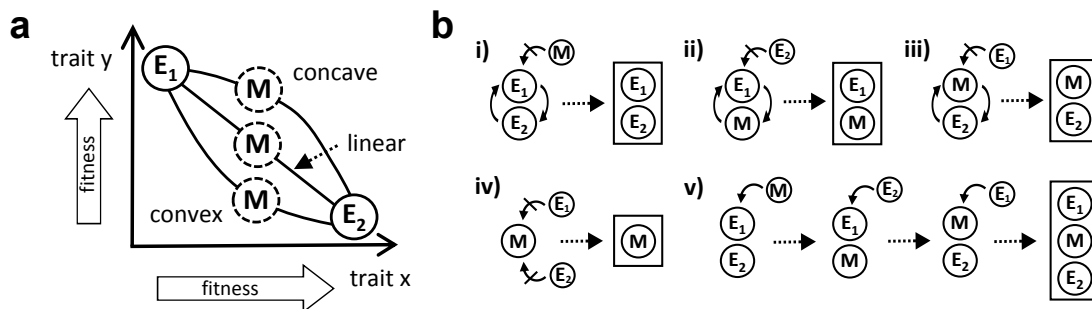 a
trait y
E1
M
concave
M
linear
M
convex
E2
fitness
trait x
fitness
b
i)
M
E1
E2
E1
E2
ii)
E2
E1
M
E1
M
iii)
E1
M
E2
M
E2
iv)
E1
M
E2
M
v)
M
E1
E2
E2
E1
M
E1
M
E2
E1
M
E2